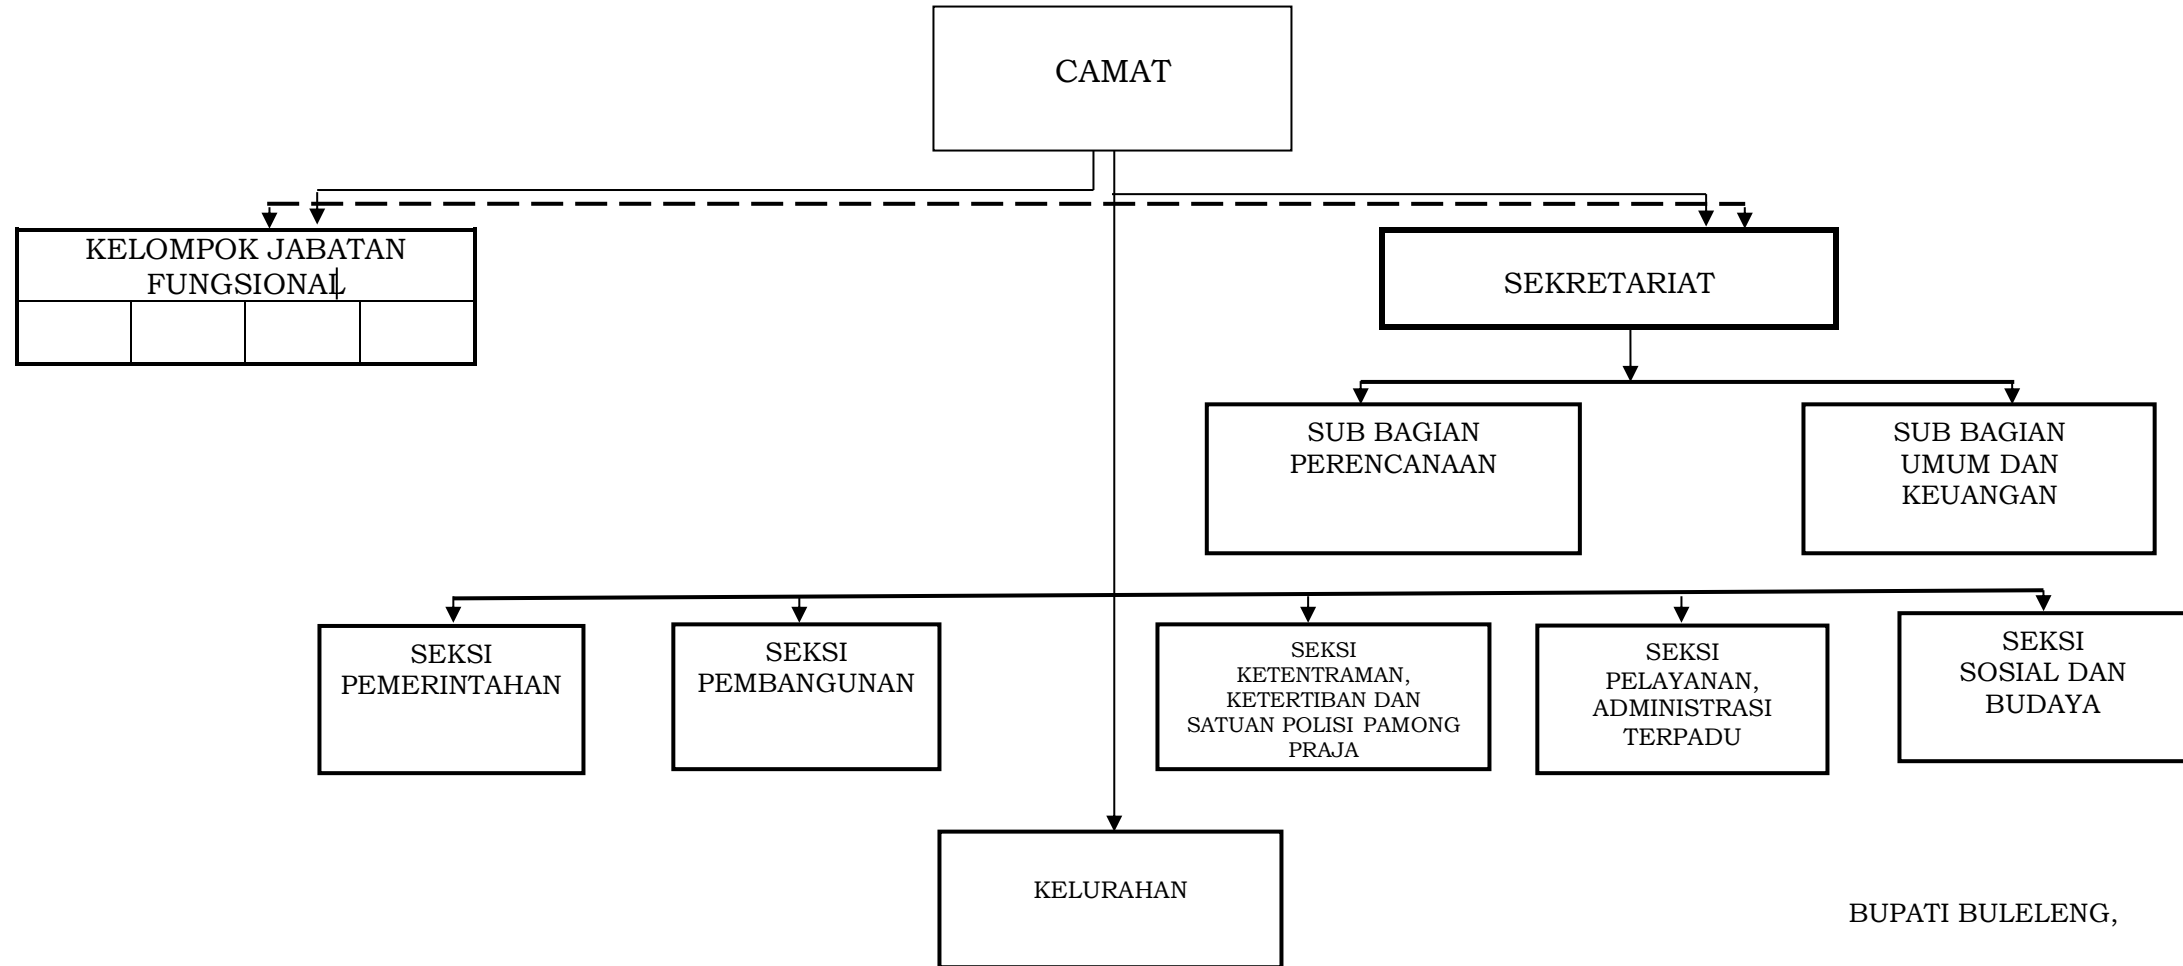 CAMAT
KELOMPOK JABATAN
FUNGSIONAL
SEKRETARIAT
SUB BAGIAN
PERENCANAAN
SUB BAGIAN
UMUM DAN
KEUANGAN
SEKSI
PEMERINTAHAN
SEKSI
PEMBANGUNAN
SEKSI
KETENTRAMAN,
KETERTIBAN DAN
SATUAN POLISI PAMONG
PRAJA
SEKSI
PELAYANAN,
ADMINISTRASI
TERPADU
SEKSI
SOSIAL DAN
BUDAYA
KELURAHAN
BUPATI BULELENG,